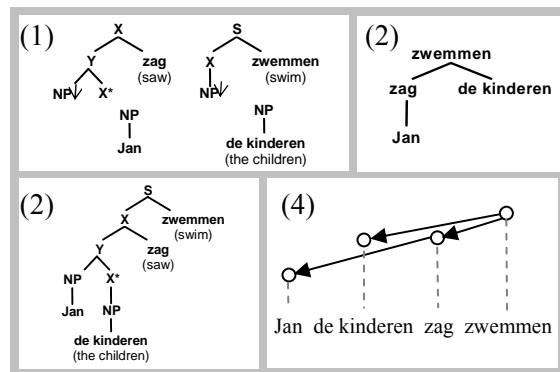 (1)
X
Y
zag
(saw)
NP
X*
NP
Jan
S
X
zwemmen
(swim)
NP
NP
de kinderen
(the children)
(2)
zwemmen
zag
de kinderen
Jan
(2)
S
X
zwemmen
(swim)
Y
zag
(saw)
NP
X*
Jan
NP
de kinderen
(the children)
(4)
Jan de kinderen zag zwemmen